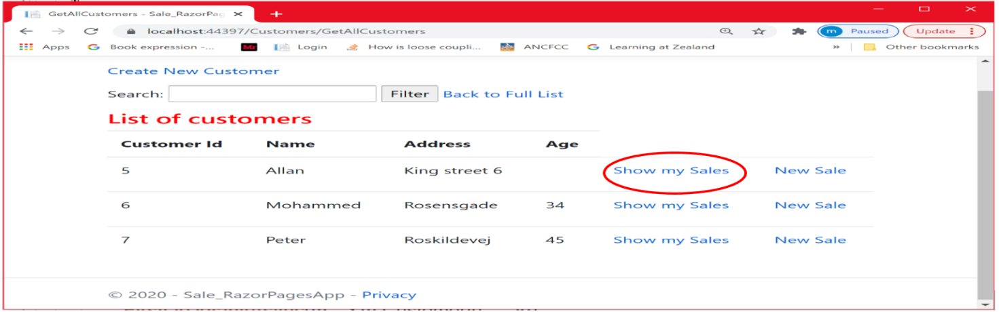 GetAllCustomers - Sale_RazorPag
localhost:44397/Customers/GetAllCustomers
m Paused Update
Apps G Book expression -... Mr Login How is loose coupli... ANCFCC G Learning at Zealand » Other bookmarks
Create New Customer
Search: Filter Back to Full List
List of customers
Customer Id Name Address Age
5 Allan King street 6 Show my Sales New Sale
6 Mohammed Rosensgade 34 Show my Sales New Sale
7 Peter Roskildevej 45 Show my Sales New Sale
© 2020 - Sale_RazorPagesApp - Privacy